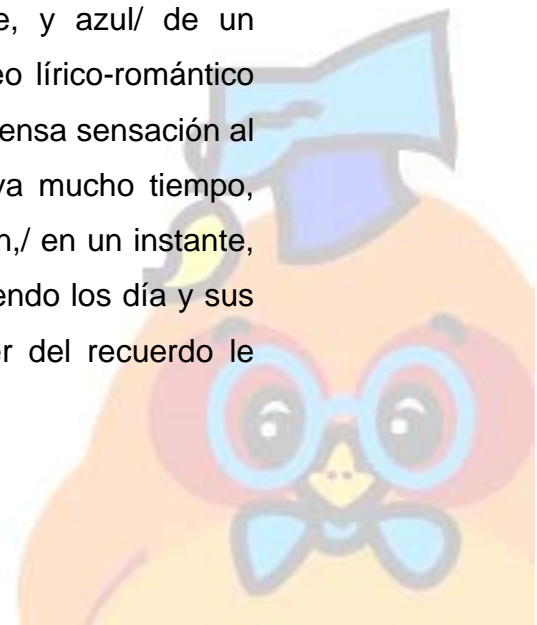 e, y azul/ de un
eo lírico-romántico
ensa sensación al
va mucho tiempo,
n,/ en un instante,
endo los día y sus
er del recuerdo le